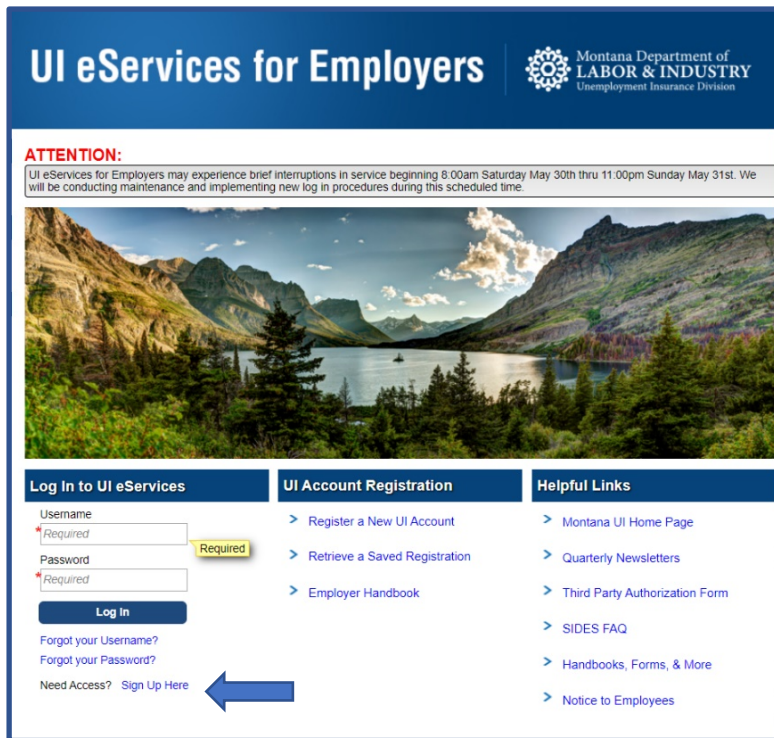 UI eServices for Employers
Montana Department of
LABOR & INDUSTRY
Unemployment Insurance Division
ATTENTION:
UI eServices for Employers may experience brief interruptions in service beginning 8:00am Saturday May 30th thru 11:00pm Sunday May 31st. We
will be conducting maintenance and implementing new log in procedures during this scheduled time.
Log In to UI eServices
Username
*Required
Required
Password
*Required
Log In
Forgot your Username?
Forgot your Password?
Need Access? Sign Up Here
UI Account Registration
> Register a New UI Account
> Retrieve a Saved Registration
> Employer Handbook
Helpful Links
> Montana UI Home Page
> Quarterly Newsletters
> Third Party Authorization Form
> SIDES FAQ
> Handbooks, Forms, & More
> Notice to Employees